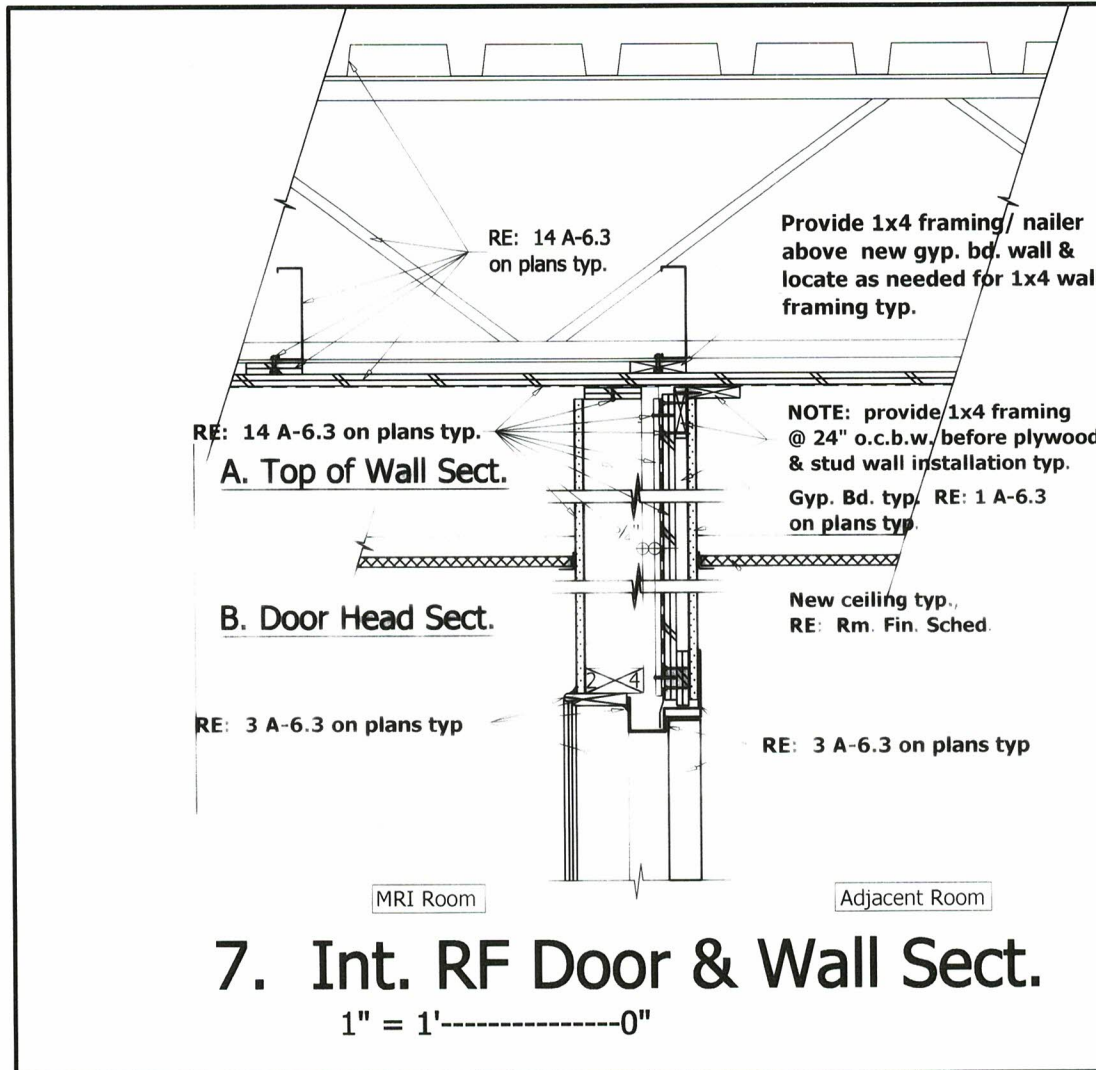 RE: 14 A-6.3
on plans typ.
Provide 1x4 framing/ nailer
above new gyp. bd. wall &
locate as needed for 1x4 wal
framing typ.
RE: 14 A-6.3 on plans typ.
A. Top of Wall Sect.
NOTE: provide 1x4 framing
@ 24" o.c.b.w. before plywood
& stud wall installation typ.
Gyp. Bd. typ. RE: 1 A-6.3
on plans typ.
B. Door Head Sect.
New ceiling typ.,
RE: Rm. Fin. Sched.
2 4
RE: 3 A-6.3 on plans typ
RE: 3 A-6.3 on plans typ
MRI Room
Adjacent Room
7. Int. RF Door & Wall Sect.
1" = 1'---------------0"